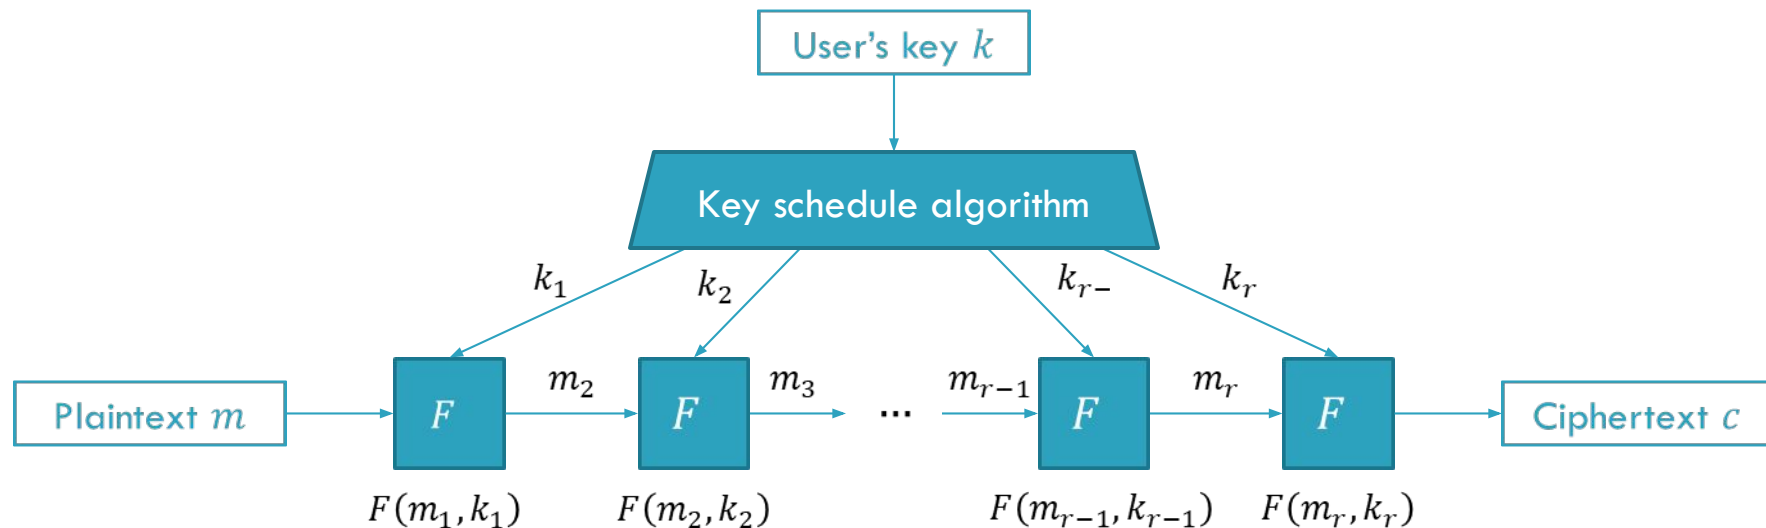 User's key k
Key schedule algorithm
k₁ k₂ kᵣ₋ kᵣ
m₂ m₃ mᵣ₋₁ mᵣ
Plaintext m F F ... F F Ciphertext c
F(m₁, k₁) F(m₂, k₂) F(mᵣ₋₁, kᵣ₋₁) F(mᵣ, kᵣ)